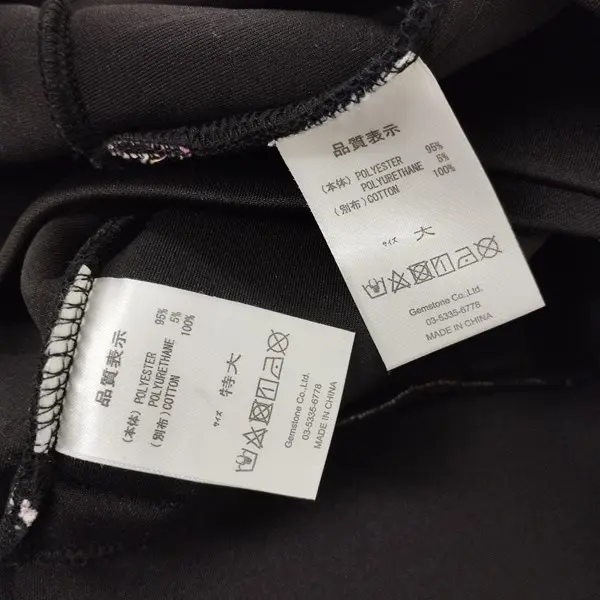 品質表示
(本体) POLYESTER 95%
POLYURETHANE 5%
(別布) COTTON 100%
サイズ 大
Gemstone Co.,Ltd.
03-5335-6778
MADE IN CHINA
品質表示
(本体) POLYESTER 95%
POLYURETHANE 5%
(別布) COTTON 100%
サイズ 特大
Gemstone Co.,Ltd.
03-5335-6778
MADE IN CHINA